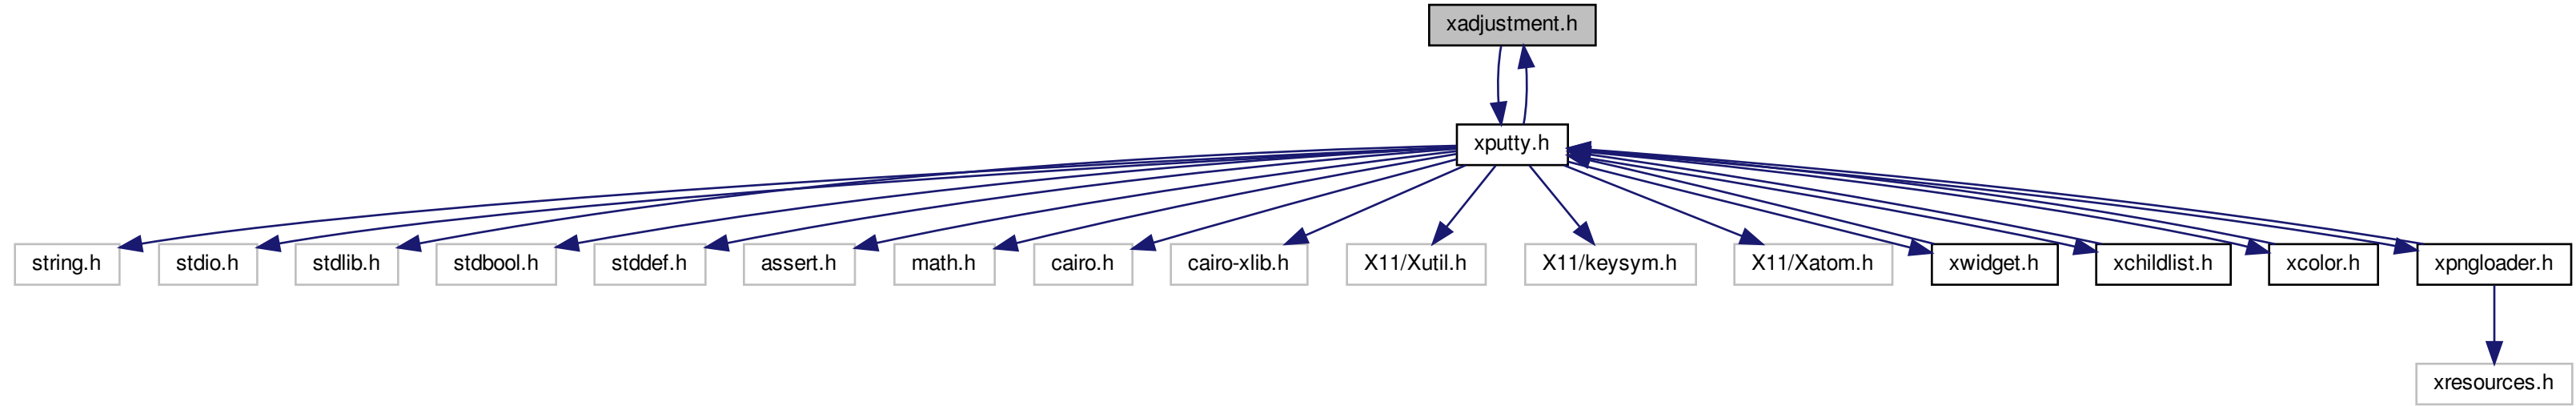 xadjustment.h
xputty.h
string.h
stdio.h
stdlib.h
stdbool.h
stddef.h
assert.h
math.h
cairo.h
cairo-xlib.h
X11/Xutil.h
X11/keysym.h
X11/Xatom.h
xwidget.h
xchildlist.h
xcolor.h
xpngloader.h
xresources.h